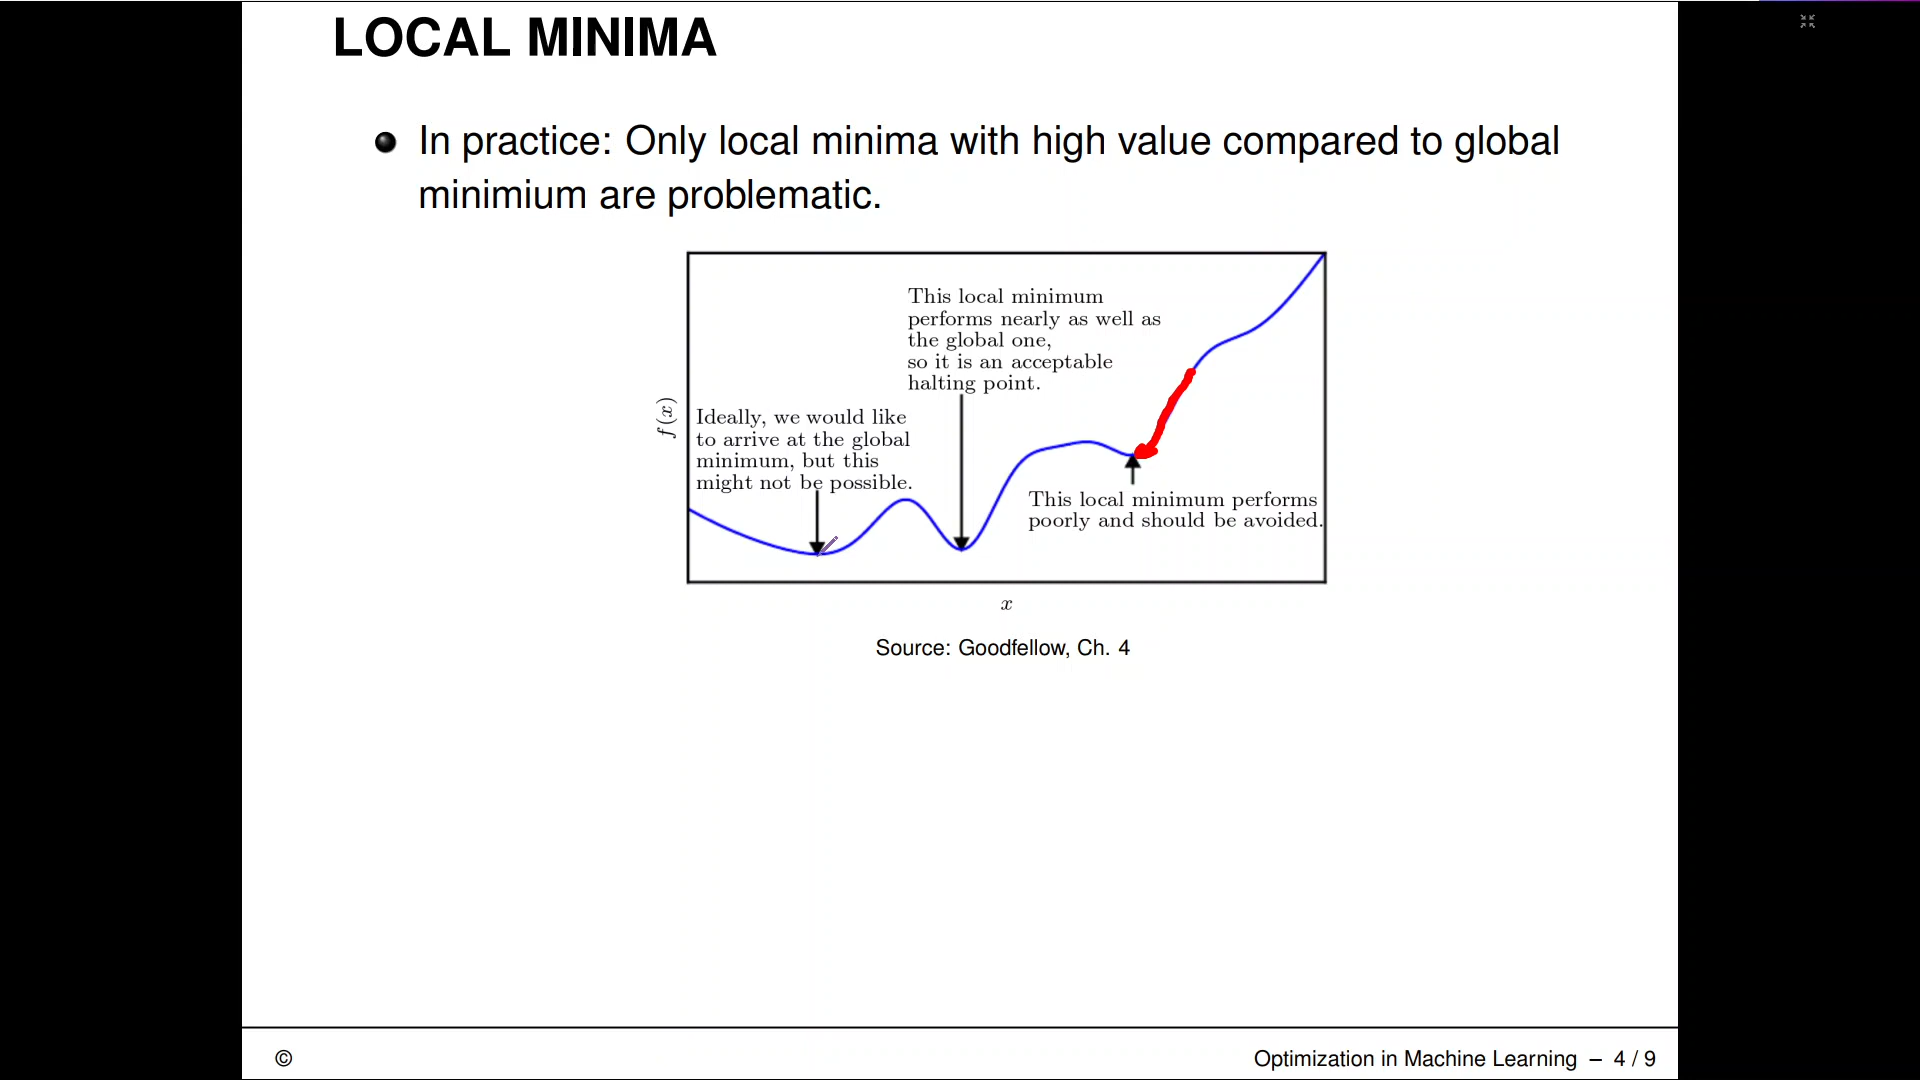 LOCAL MINIMA
In practice: Only local minima with high value compared to global
minimium are problematic.
This local minimum
performs nearly as well as
the global one,
so it is an acceptable
halting point.
Ideally, we would like
to arrive at the global
minimum, but this
might not be possible.
This local minimum performs
poorly and should be avoided.
f(x)
x
Source: Goodfellow, Ch. 4
© Optimization in Machine Learning – 4 / 9